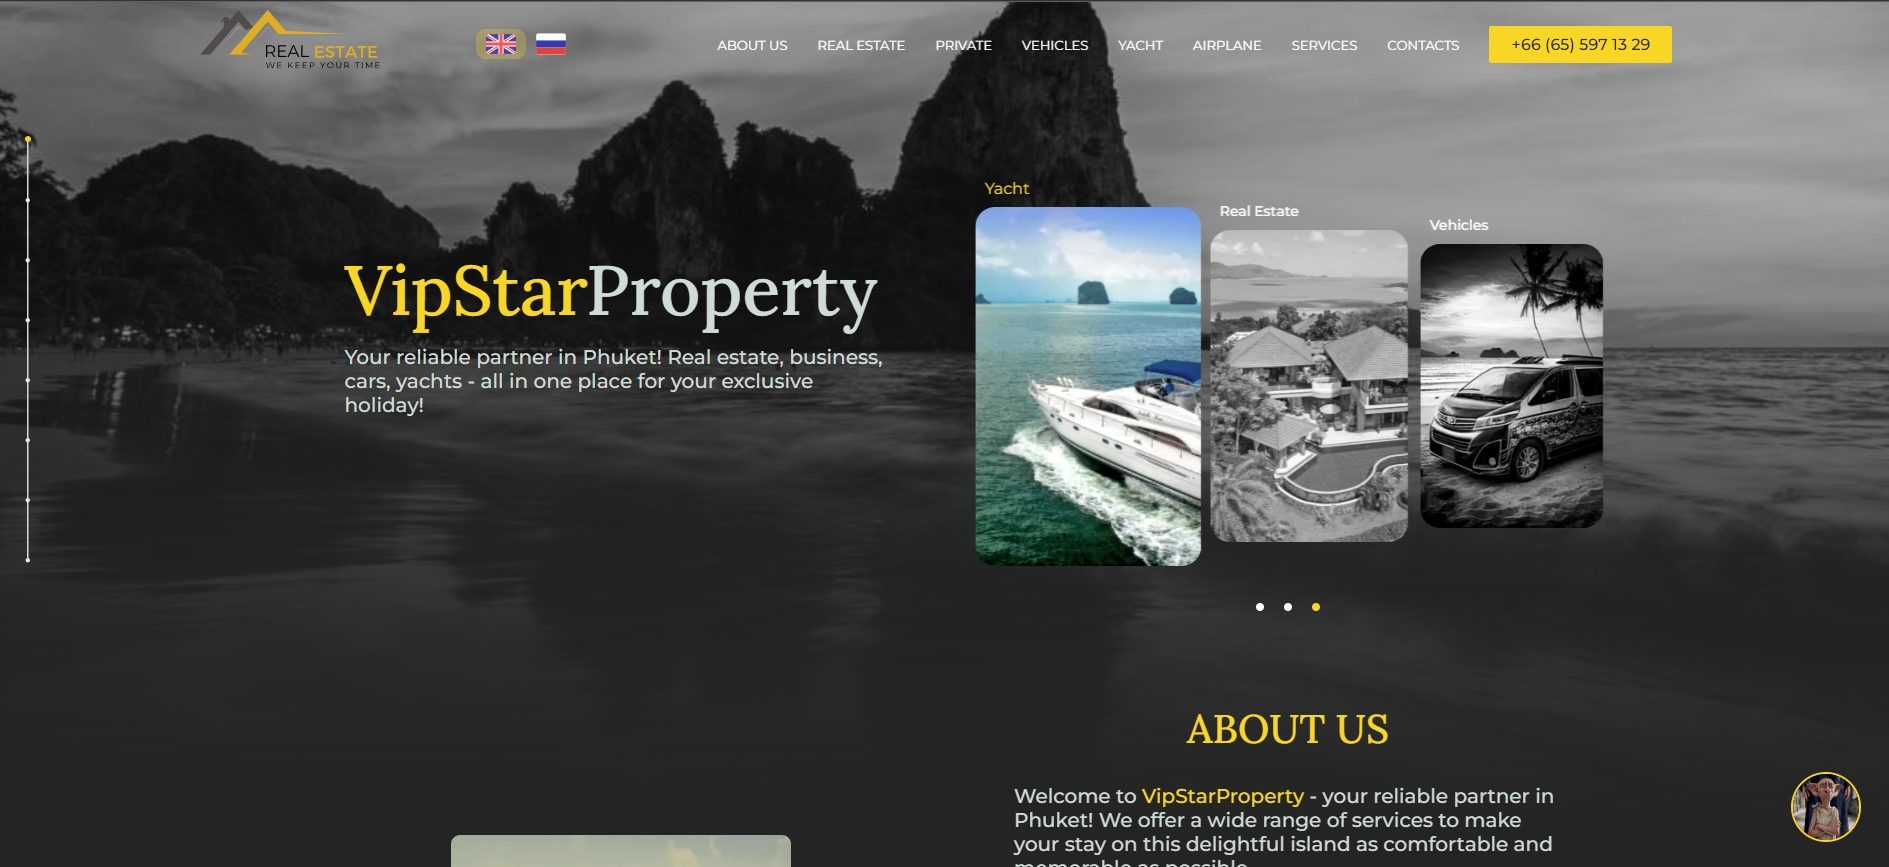 REAL ESTATE
WE KEEP YOUR TIME
ABOUT US
REAL ESTATE
PRIVATE
VEHICLES
YACHT
AIRPLANE
SERVICES
CONTACTS
+66 (65) 597 13 29
VipStarProperty
Your reliable partner in Phuket! Real estate, business,
cars, yachts - all in one place for your exclusive
holiday!
Yacht
Real Estate
Vehicles
ABOUT US
Welcome to VipStarProperty - your reliable partner in
Phuket! We offer a wide range of services to make
your stay on this delightful island as comfortable and
memorable as possible.